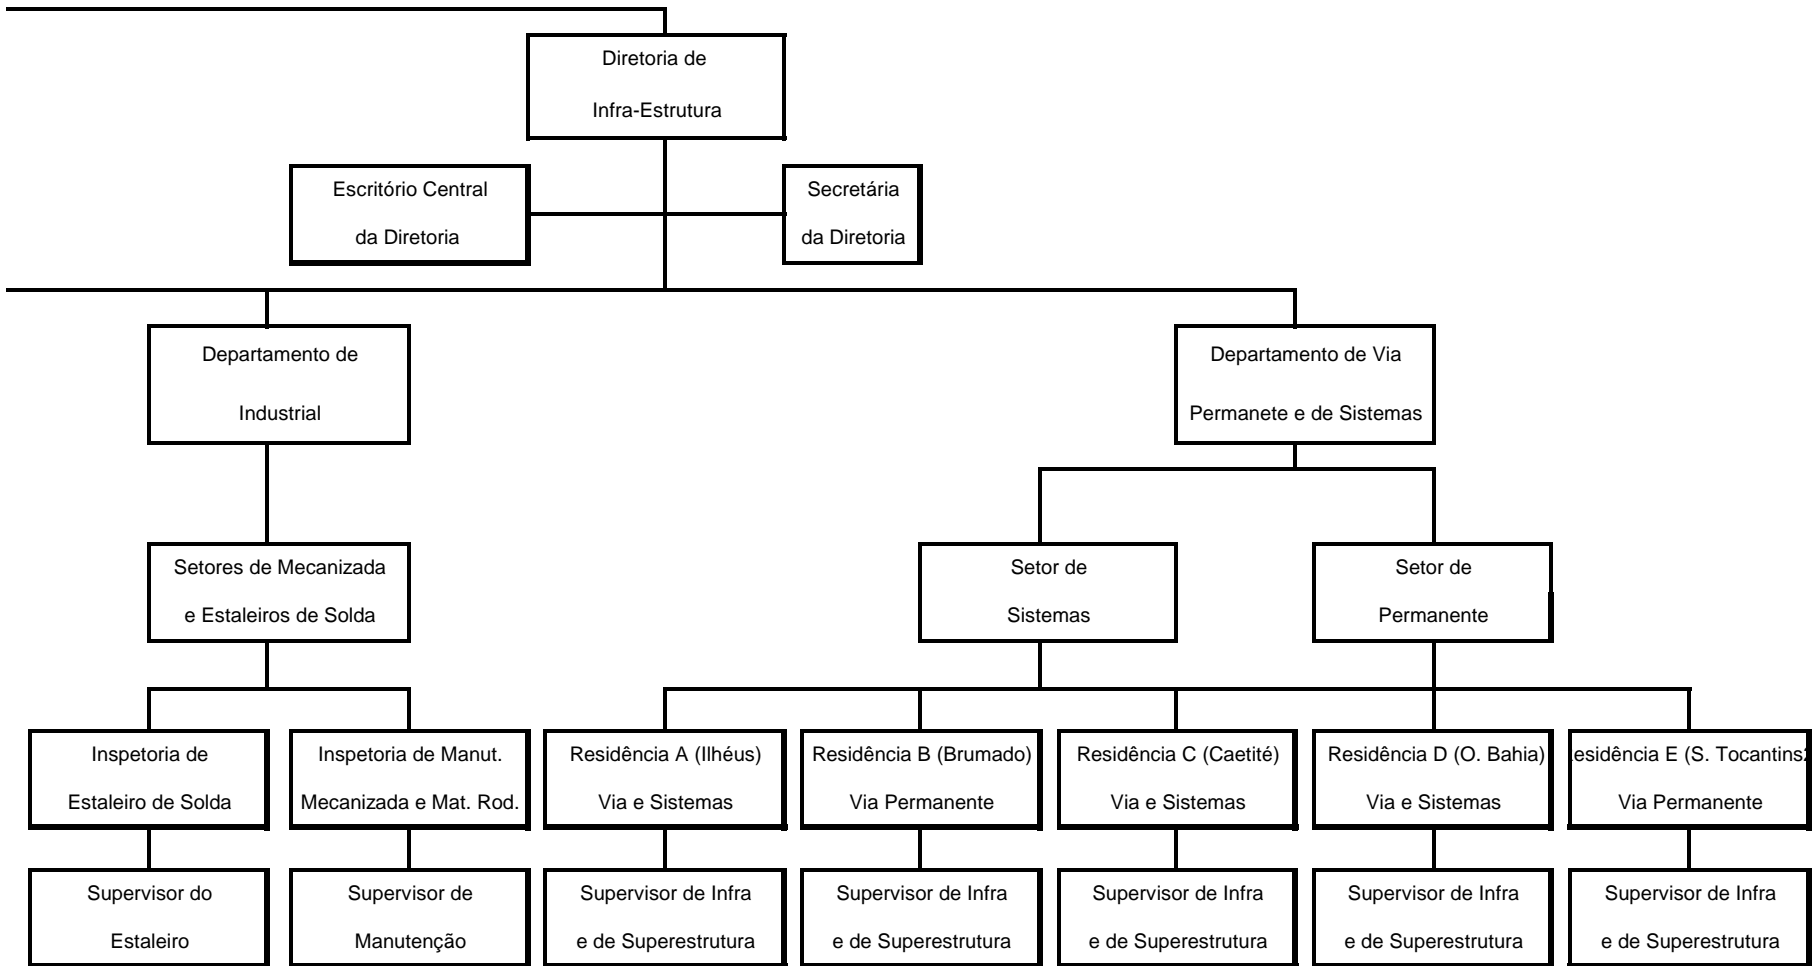 Diretoria de
Infra-Estrutura
Escritório Central
da Diretoria
Secretária
da Diretoria
Departamento de
Industrial
Departamento de Via
Permanete e de Sistemas
Setores de Mecanizada
e Estaleiros de Solda
Setor de
Sistemas
Setor de
Permanente
Inspetoria de
Estaleiro de Solda
Inspetoria de Manut.
Mecanizada e Mat. Rod.
Residência A (Ilhéus)
Via e Sistemas
Residência B (Brumado)
Via Permanente
Residência C (Caetité)
Via e Sistemas
Residência D (O. Bahia)
Via e Sistemas
esidência E (S. Tocantins
Via Permanente
Supervisor do
Estaleiro
Supervisor de
Manutenção
Supervisor de Infra
e de Superestrutura
Supervisor de Infra
e de Superestrutura
Supervisor de Infra
e de Superestrutura
Supervisor de Infra
e de Superestrutura
Supervisor de Infra
e de Superestrutura